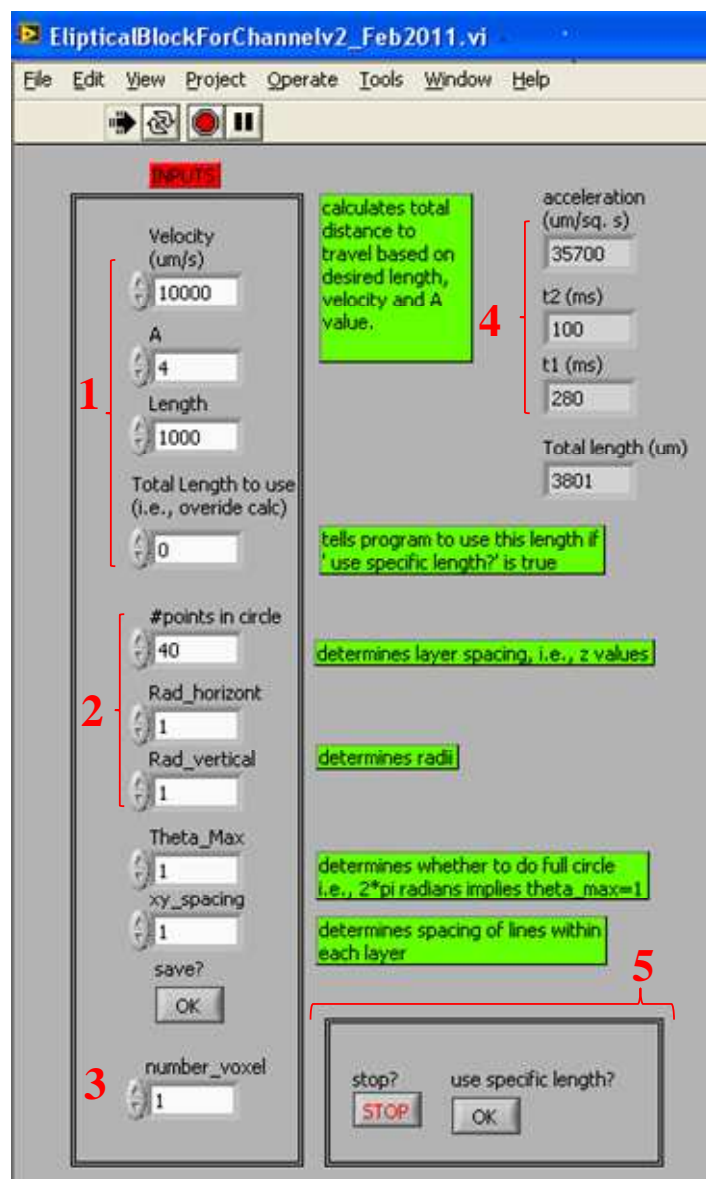 ElipticalBlockForChannelv2_Feb2011.vi
File Edit View Project Operate Tools Window Help
INPUTS
Velocity
(um/s)
10000
A
4
1
Length
1000
Total Length to use
(i.e., overide calc)
0
calculates total
distance to
travel based on
desired length,
velocity and A
value.
acceleration
(um/sq. s)
35700
4
t2 (ms)
100
t1 (ms)
280
Total length (um)
3801
tells program to use this length if
' use specific length?' is true
#points in circle
40
determines layer spacing, i.e., z values
2
Rad_horizont
1
Rad_vertical
1
determines radii
Theta_Max
1
determines whether to do full circle
i.e., 2*pi radians implies theta_max=1
xy_spacing
1
determines spacing of lines within
each layer
save?
OK
3
number_voxel
1
5
stop?
STOP
use specific length?
OK